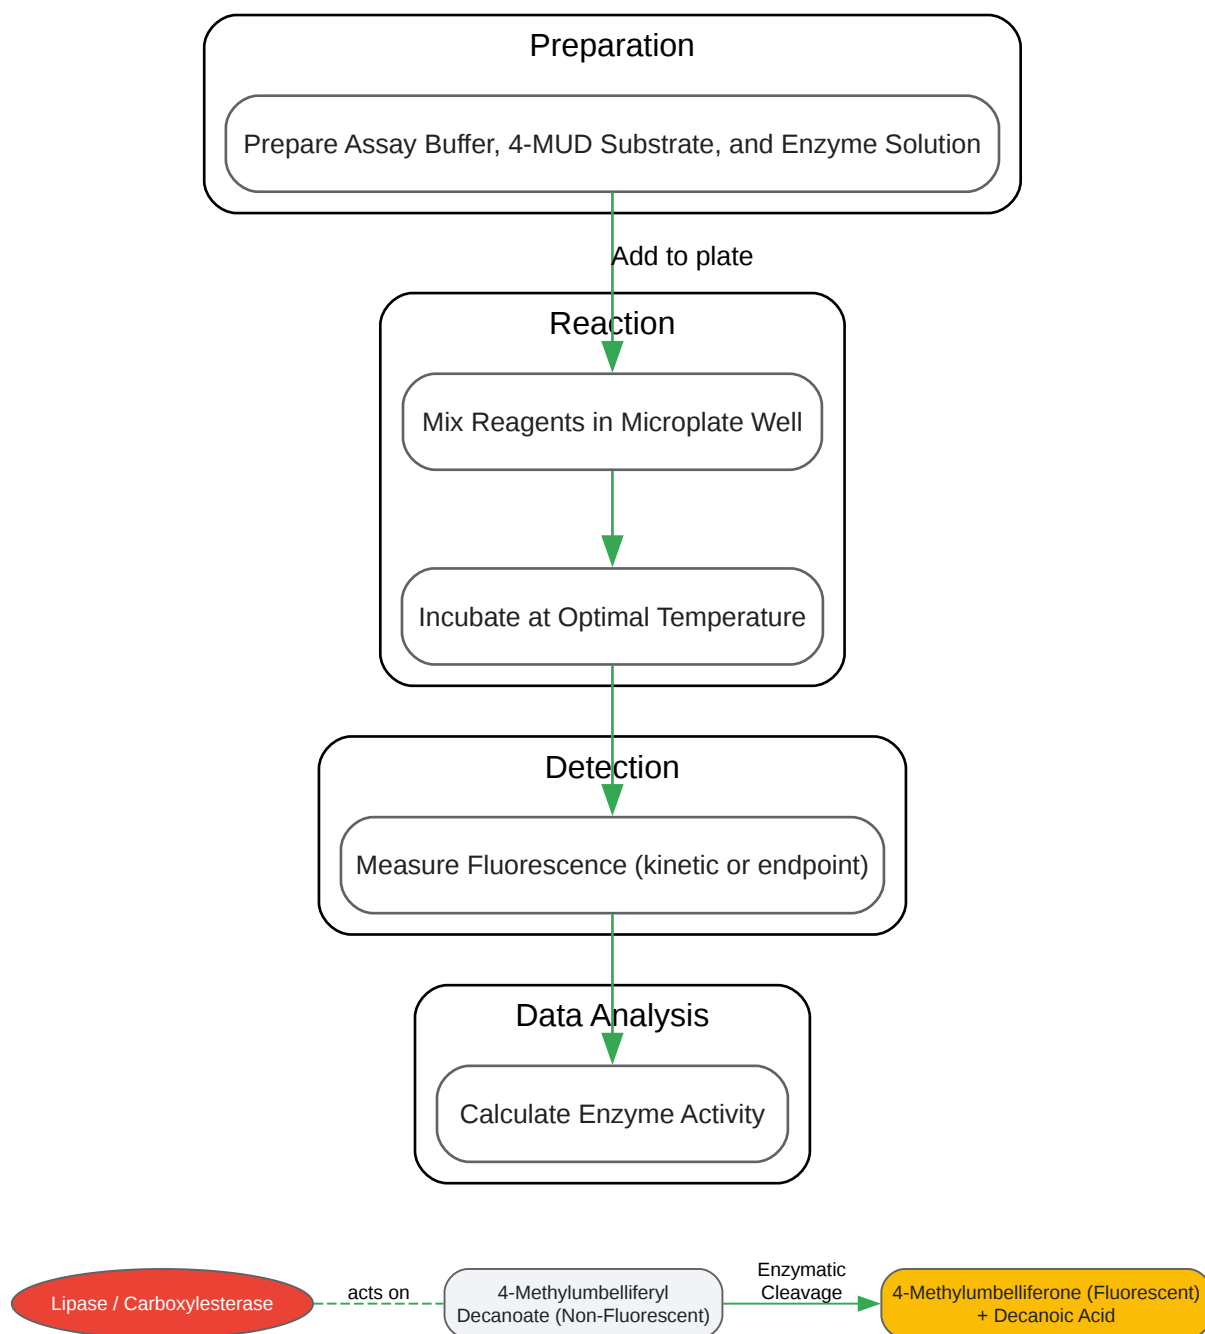 Preparation
Prepare Assay Buffer, 4-MUD Substrate, and Enzyme Solution
Add to plate
Reaction
Mix Reagents in Microplate Well
Incubate at Optimal Temperature
Detection
Measure Fluorescence (kinetic or endpoint)
Data Analysis
Calculate Enzyme Activity
Lipase / Carboxylesterase
acts on
4-Methylumbelliferyl
Decanoate (Non-Fluorescent)
Enzymatic
Cleavage
4-Methylumbelliferone (Fluorescent)
+ Decanoic Acid